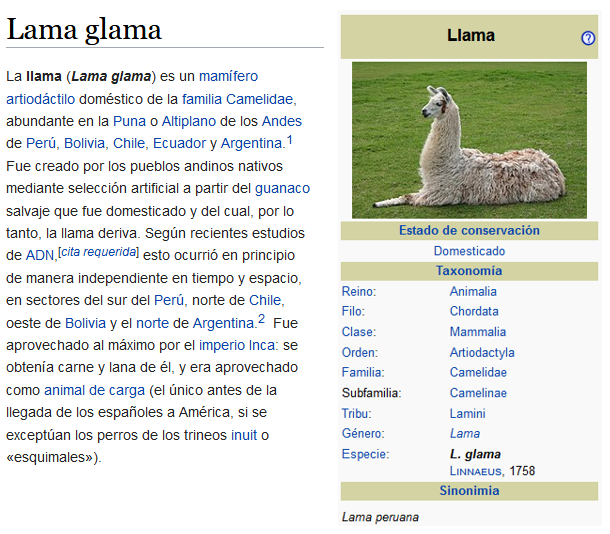 Lama glama
La llama (Lama glama) es un mamífero
artiodáctilo doméstico de la familia Camelidae,
abundante en la Puna o Altiplano de los Andes
de Perú, Bolivia, Chile, Ecuador y Argentina.1
Fue creado por los pueblos andinos nativos
mediante selección artificial a partir del guanaco
salvaje que fue domesticado y del cual, por lo
tanto, la llama deriva. Según recientes estudios
de ADN,[cita requerida] esto ocurrió en principio
de manera independiente en tiempo y espacio,
en sectores del sur del Perú, norte de Chile,
oeste de Bolivia y el norte de Argentina.2 Fue
aprovechado al máximo por el imperio Inca: se
obtenía carne y lana de él, y era aprovechado
como animal de carga (el único antes de la
llegada de los españoles a América, si se
exceptúan los perros de los trineos inuit o
«esquimales»).
Llama
?
Estado de conservación
Domesticado
Taxonomía
Reino: Animalia
Filo: Chordata
Clase: Mammalia
Orden: Artiodactyla
Familia: Camelidae
Subfamilia: Camelinae
Tribu: Lamini
Género: Lama
Especie: L. glama
LINNAEUS, 1758
Sinonimia
Lama peruana